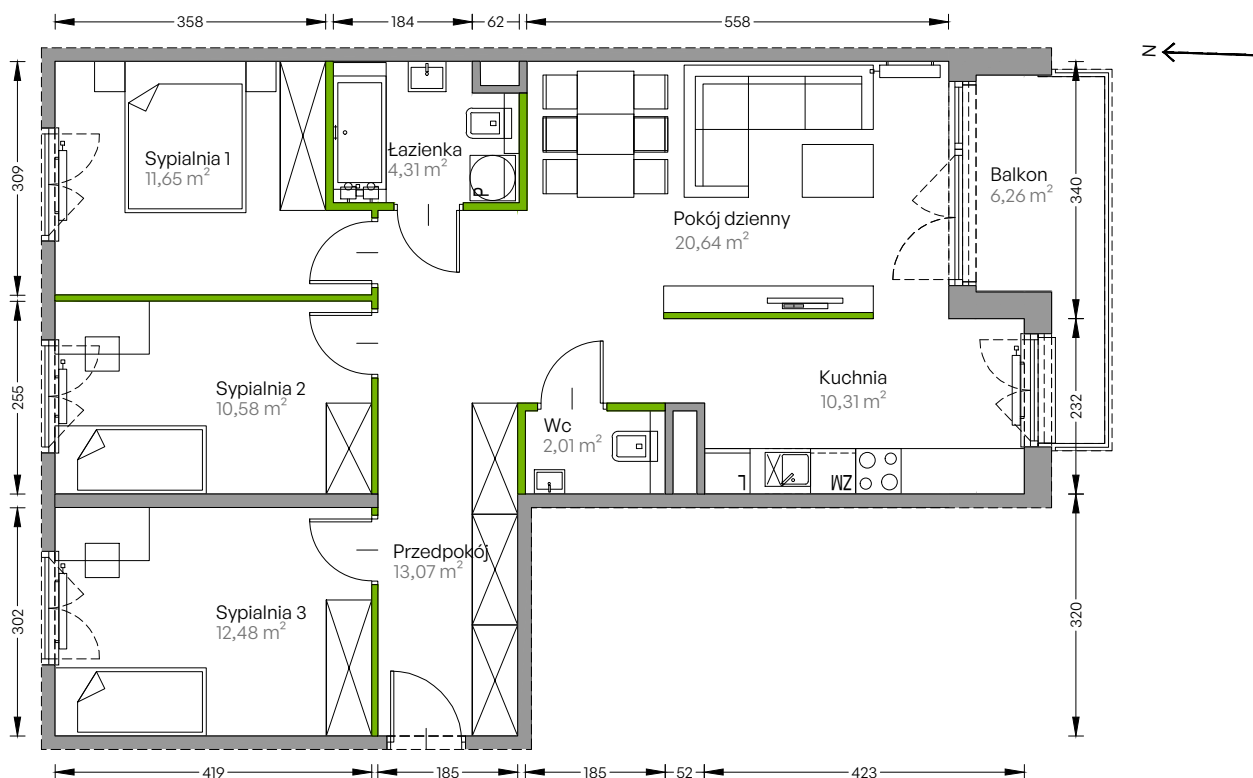 358
184
62
558
N
309
Sypialnia 1
11,65 m²
Łazienka
4,31 m²
P
Pokój dzienny
20,64 m²
Balkon
6,26 m²
340
255
Sypialnia 2
10,58 m²
Wc
2,01 m²
Kuchnia
10,31 m²
232
L
ZM
302
Sypialnia 3
12,48 m²
Przedpokój
13,07 m²
320
419
185
185
52
423